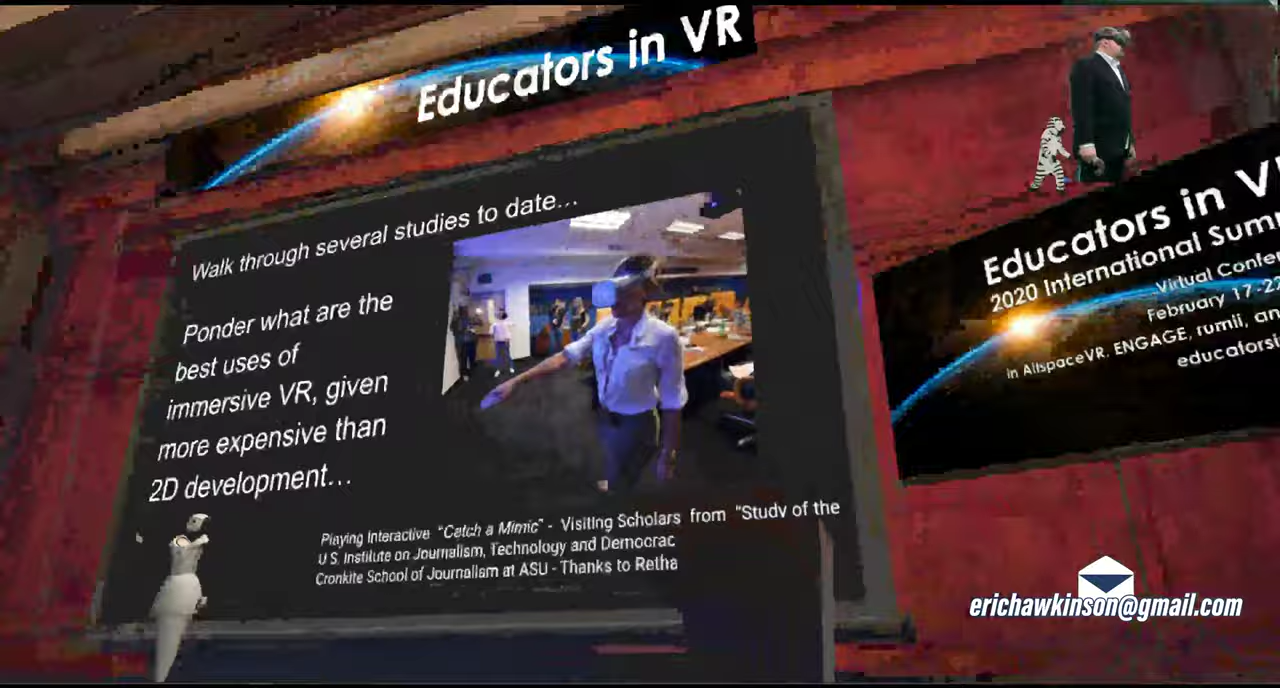 Educators in VR
Walk through several studies to date...
Ponder what are the
best uses of
immersive VR, given
more expensive than
2D development...
Playing Interactive "Catch a Mimic" - Visiting Scholars from "Study of the
U.S. Institute on Journalism, Technology and Democrac
Cronkite School of Journalism at ASU - Thanks to Retha
Educators in V
2020 International Sum
Virtual Confe
February 17-2
in AltspaceVR, ENGAGE, rumii, an
educatorsi
erichawkinson@gmail.com